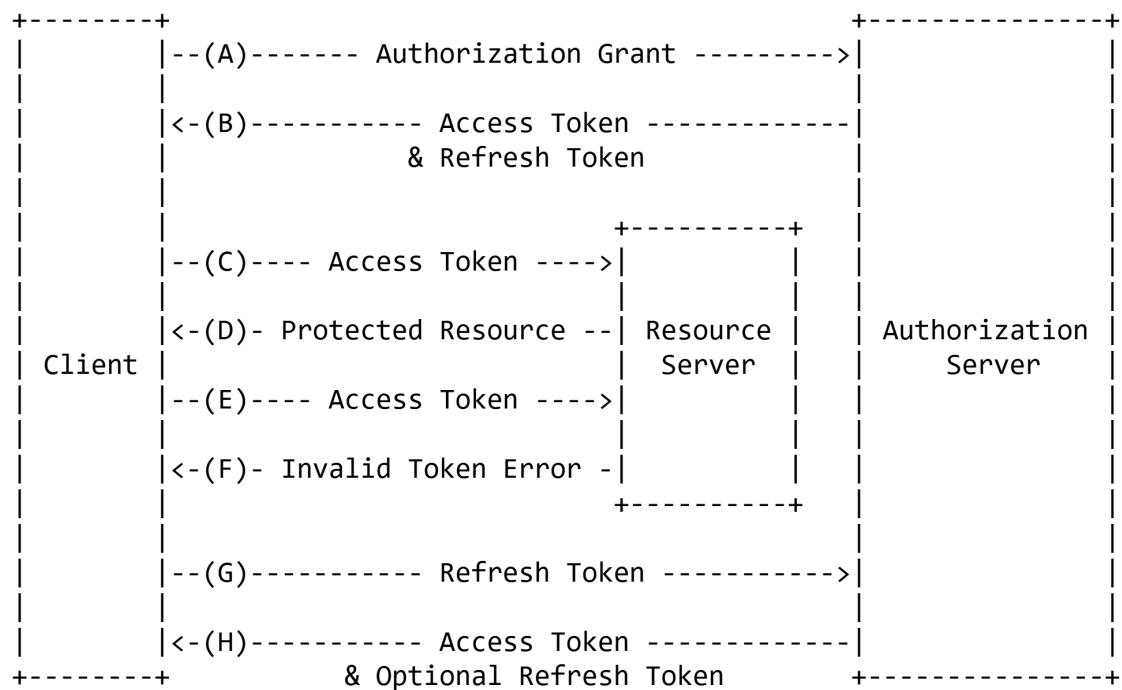 (A) Authorization Grant
(B) Access Token
& Refresh Token
(C) Access Token
(D) Protected Resource Resource Authorization
Client Server Server
(E) Access Token
(F) Invalid Token Error
(G) Refresh Token
(H) Access Token
& Optional Refresh Token